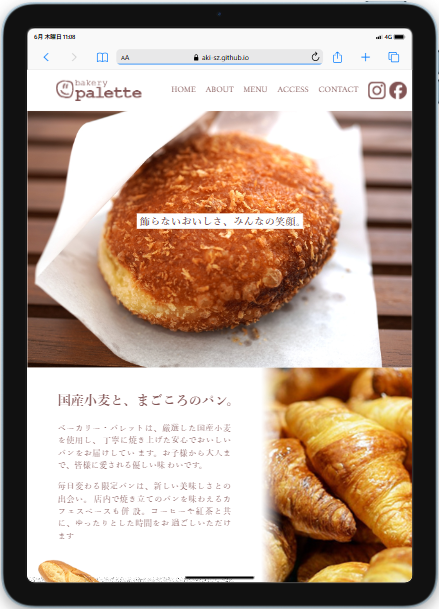 6月 木曜日 11:08
4G
AA
aki-sz.github.io
bakery
palette
HOME ABOUT MENU ACCESS CONTACT
飾らないおいしさ、みんなの笑顔。
国産小麦と、まごころのパン。
ベーカリー・パレットは、厳選した国産小麦
を使用し、丁寧に焼き上げた安心でおいしい
パンをお届けしています。お子様から大人ま
で、皆様に愛される優しい味わいです。
毎日変わる限定パンは、新しい美味しさとの
出会い。店内で焼き立てのパンを味わえるカ
フェスペースも併設。コーヒーや紅茶と共
に、ゆったりとした時間をお過ごしいただけ
ます